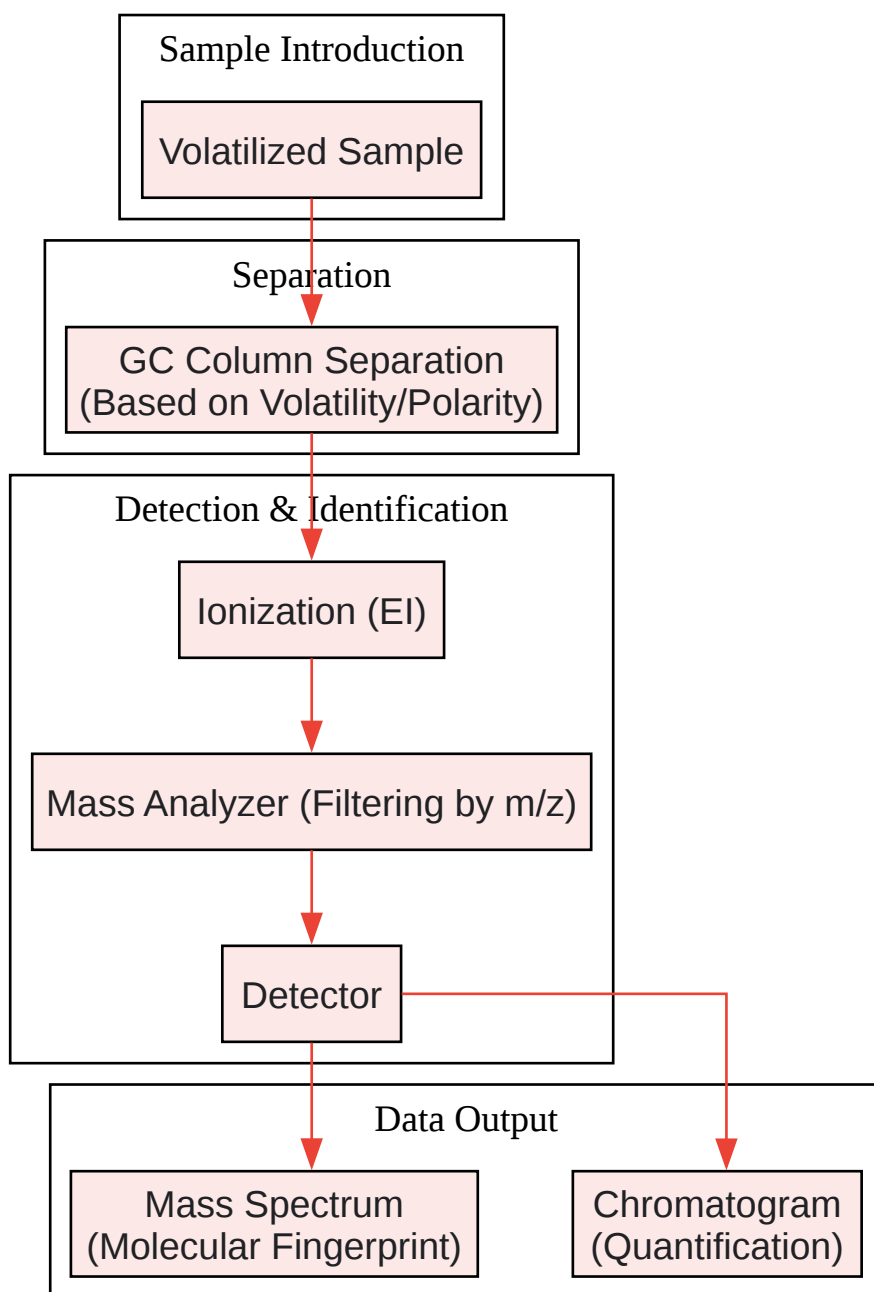 Sample Introduction
Volatilized Sample
Separation
GC Column Separation
(Based on Volatility/Polarity)
Detection & Identification
Ionization (EI)
Mass Analyzer (Filtering by m/z)
Detector
Data Output
Mass Spectrum
(Molecular Fingerprint)
Chromatogram
(Quantification)